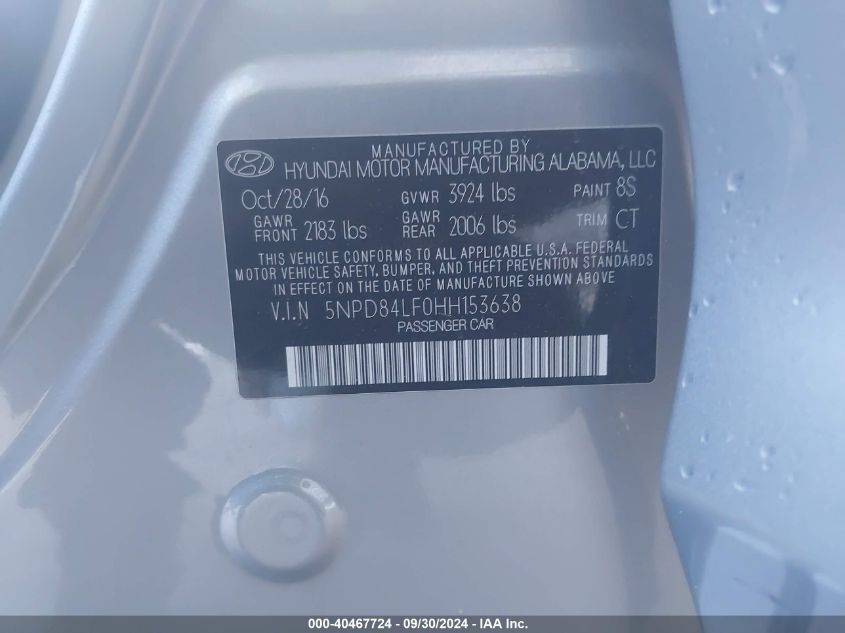 MANUFACTURED BY
HYUNDAI MOTOR MANUFACTURING ALABAMA, LLC
Oct/28/16 GVWR 3924 lbs PAINT 8S
GAWR FRONT 2183 lbs GAWR REAR 2006 lbs TRIM CT
THIS VEHICLE CONFORMS TO ALL APPLICABLE U.S.A. FEDERAL
MOTOR VEHICLE SAFETY, BUMPER, AND THEFT PREVENTION STANDARDS
IN EFFECT ON THE DATE OF MANUFACTURE SHOWN ABOVE
V.I.N 5NPD84LF0HH153638
PASSENGER CAR
000-40467724 - 09/30/2024 - IAA Inc.